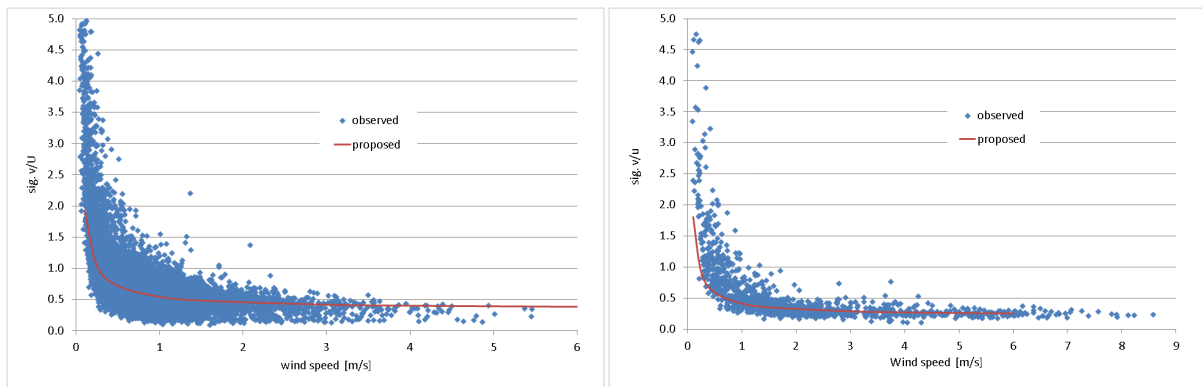 5.0
4.5
4.0
3.5
3.0
2.5
2.0
1.5
1.0
0.5
0.0
sig. v/U
observed
proposed
0 1 2 3 4 5 6
wind speed [m/s]
5.0
4.5
4.0
3.5
3.0
2.5
2.0
1.5
1.0
0.5
0.0
sig. v/u
observed
proposed
0 1 2 3 4 5 6 7 8 9
Wind speed [m/s]